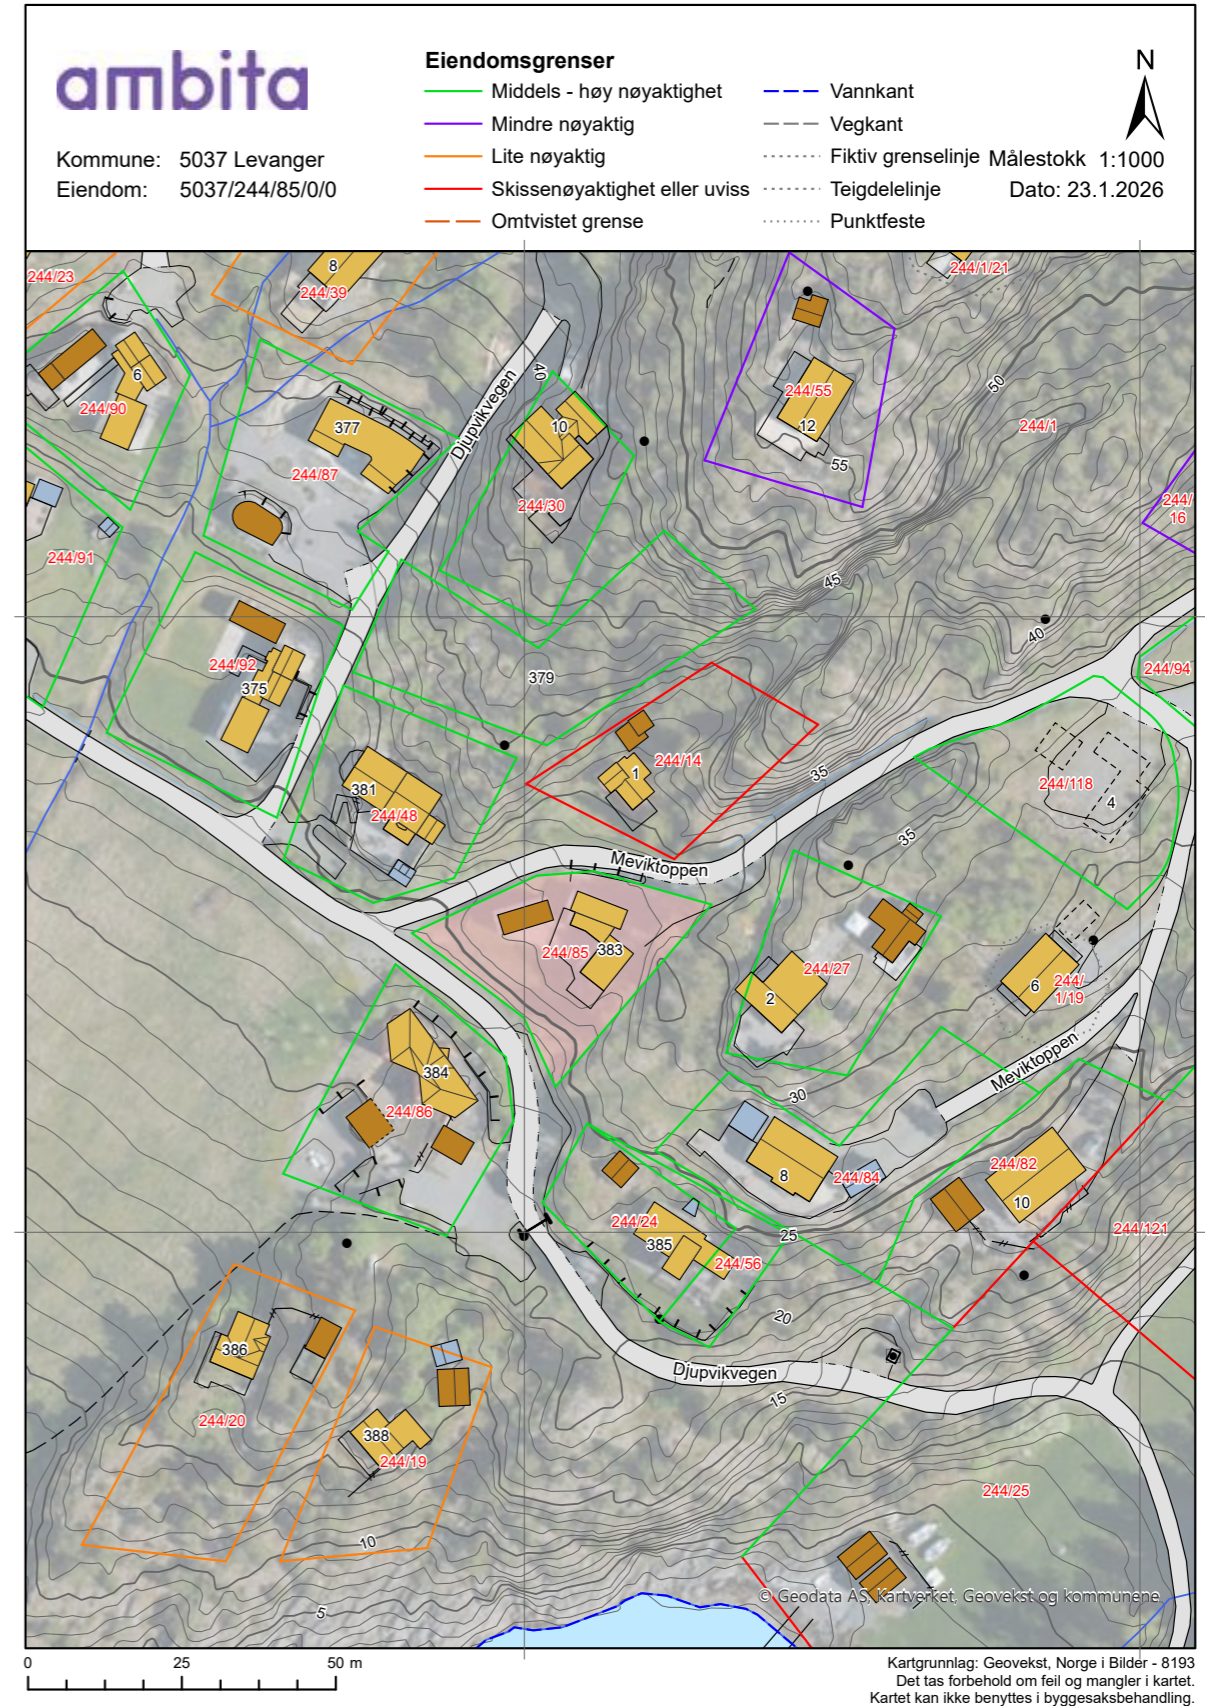 ambita
Kommune: 5037 Levanger
Eiendom: 5037/244/85/0/0
Eiendomsgrenser
Middels - høy nøyaktighet
Mindre nøyaktig
Lite nøyaktig
Skissenøyaktighet eller uviss
Omtvistet grense
Vannkant
Vegkant
Fiktiv grenselinje
Teigdelelinje
Punktfeste
N
Målestokk 1:1000
Dato: 23.1.2026
244/23
8
244/39
244/1/21
6
244/90
377
244/87
Djupvikvegen
40
10
244/30
244/55
12
55
50
244/1
244/
16
244/91
45
40
244/92
375
379
244/94
381
244/48
1
244/14
35
244/118
4
35
Meviktoppen
244/85
383
244/27
2
6
244/
1/19
384
244/86
30
Meviktoppen
8
244/84
244/82
10
244/24
385
244/56
25
244/121
20
386
244/20
Djupvikvegen
15
388
244/19
244/25
10
5
© Geodata AS, Kartverket, Geovekst og kommunene
0 25 50 m
Kartgrunnlag: Geovekst, Norge i Bilder - 8193
Det tas forbehold om feil og mangler i kartet.
Kartet kan ikke benyttes i byggesaksbehandling.